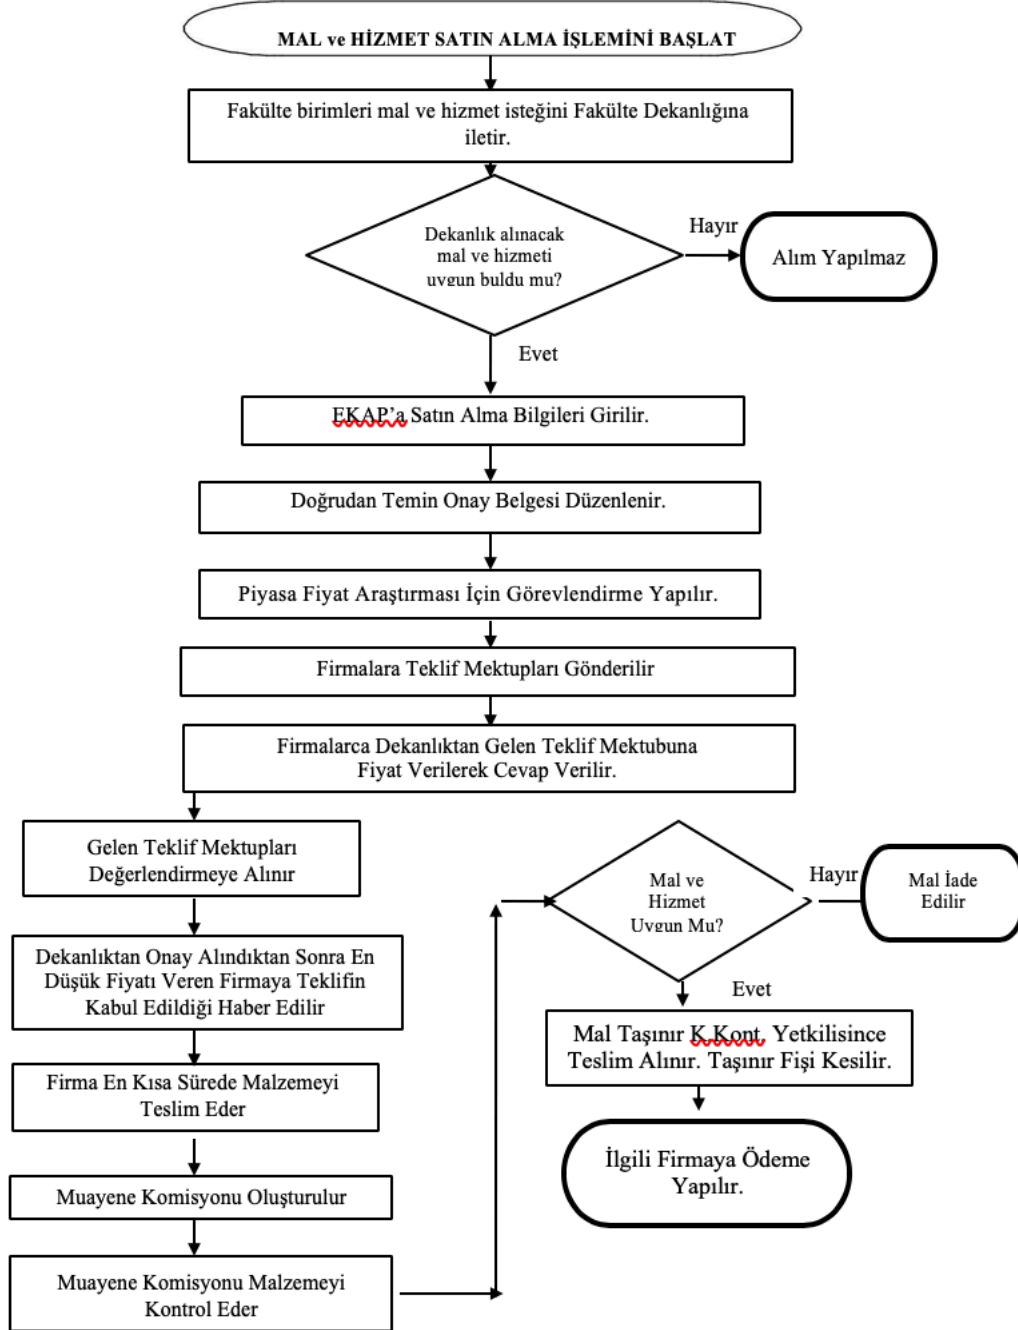 MAL ve HİZMET SATIN ALMA İŞLEMİNİ BAŞLAT
Fakülte birimleri mal ve hizmet isteğini Fakülte Dekanlığına
iletir.
Dekanlık alınacak
mal ve hizmeti
uygun buldu mu?
Hayır
Alım Yapılmaz
Evet
EKAP’a Satın Alma Bilgileri Girilir.
Doğrudan Temin Onay Belgesi Düzenlenir.
Piyasa Fiyat Araştırması İçin Görevlendirme Yapılır.
Firmalara Teklif Mektupları Gönderilir
Firmalarca Dekanlıktan Gelen Teklif Mektubuna
Fiyat Verilerek Cevap Verilir.
Gelen Teklif Mektupları
Değerlendirmeye Alınır
Dekanlıktan Onay Alındıktan Sonra En
Düşük Fiyatı Veren Firmaya Teklifin
Kabul Edildiği Haber Edilir
Firma En Kısa Sürede Malzemeyi
Teslim Eder
Muayene Komisyonu Oluşturulur
Muayene Komisyonu Malzemeyi
Kontrol Eder
Mal ve
Hizmet
Uygun Mu?
Hayır
Mal İade
Edilir
Evet
Mal Taşınır K.Kont. Yetkilisince
Teslim Alınır. Taşınır Fişi Kesilir.
İlgili Firmaya Ödeme
Yapılır.